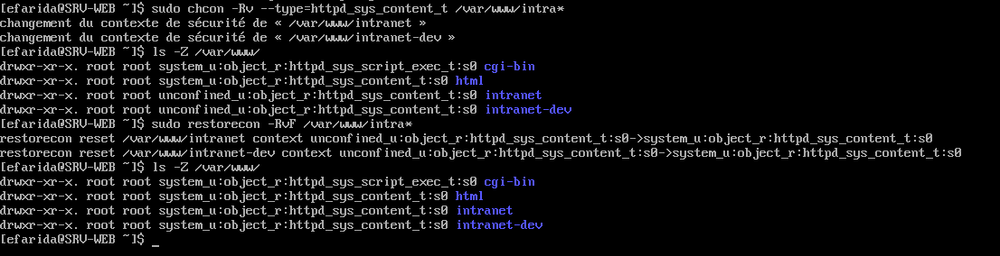 [efarida@SRV-WEB ~]$ sudo chcon -Rv --type=httpd_sys_content_t /var/www/intra*
changement du contexte de sécurité de « /var/www/intranet »
changement du contexte de sécurité de « /var/www/intranet-dev »
[efarida@SRV-WEB ~]$ ls -Z /var/www/
drwxr-xr-x. root root system_u:object_r:httpd_sys_script_exec_t:s0 cgi-bin
drwxr-xr-x. root root system_u:object_r:httpd_sys_content_t:s0 html
drwxr-xr-x. root root unconfined_u:object_r:httpd_sys_content_t:s0 intranet
drwxr-xr-x. root root unconfined_u:object_r:httpd_sys_content_t:s0 intranet-dev
[efarida@SRV-WEB ~]$ sudo restorecon -RvF /var/www/intra*
restorecon reset /var/www/intranet context unconfined_u:object_r:httpd_sys_content_t:s0->system_u:object_r:httpd_sys_content_t:s0
restorecon reset /var/www/intranet-dev context unconfined_u:object_r:httpd_sys_content_t:s0->system_u:object_r:httpd_sys_content_t:s0
[efarida@SRV-WEB ~]$ ls -Z /var/www/
drwxr-xr-x. root root system_u:object_r:httpd_sys_script_exec_t:s0 cgi-bin
drwxr-xr-x. root root system_u:object_r:httpd_sys_content_t:s0 html
drwxr-xr-x. root root system_u:object_r:httpd_sys_content_t:s0 intranet
drwxr-xr-x. root root system_u:object_r:httpd_sys_content_t:s0 intranet-dev
[efarida@SRV-WEB ~]$ _